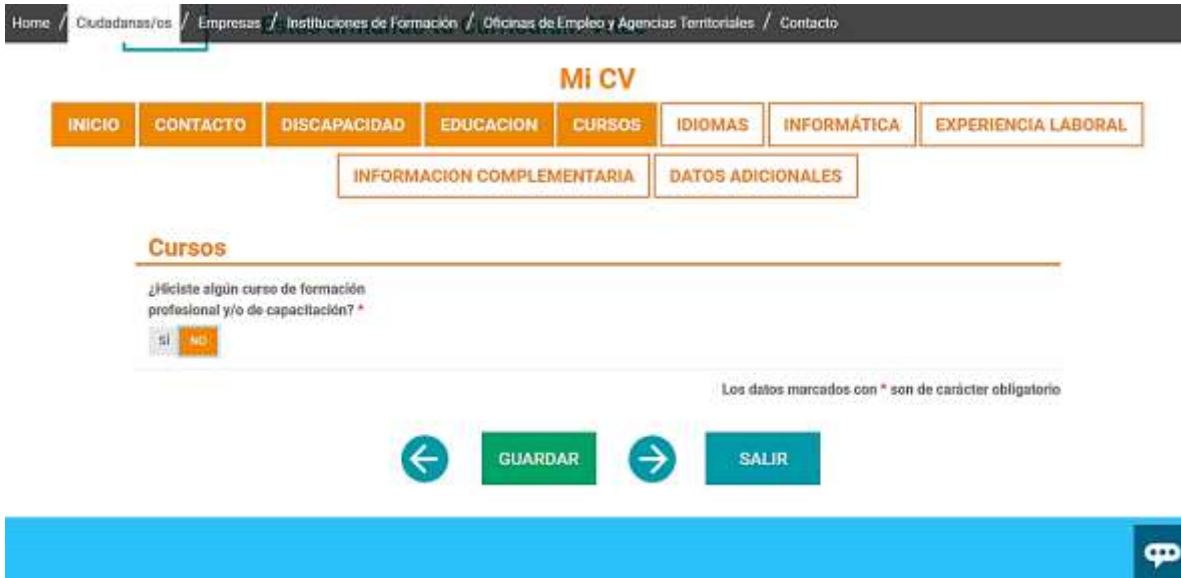 Home / Ciudadanas/os / Empresas / Instituciones de Formación / Oficinas de Empleo y Agencias Territoriales / Contacto
Mi CV
INICIO CONTACTO DISCAPACIDAD EDUCACION CURSOS IDIOMAS INFORMÁTICA EXPERIENCIA LABORAL
INFORMACION COMPLEMENTARIA DATOS ADICIONALES
Cursos
¿Hiciste algún curso de formación
profesional y/o de capacitación? *
SÍ NO
Los datos marcados con * son de carácter obligatorio
GUARDAR SALIR